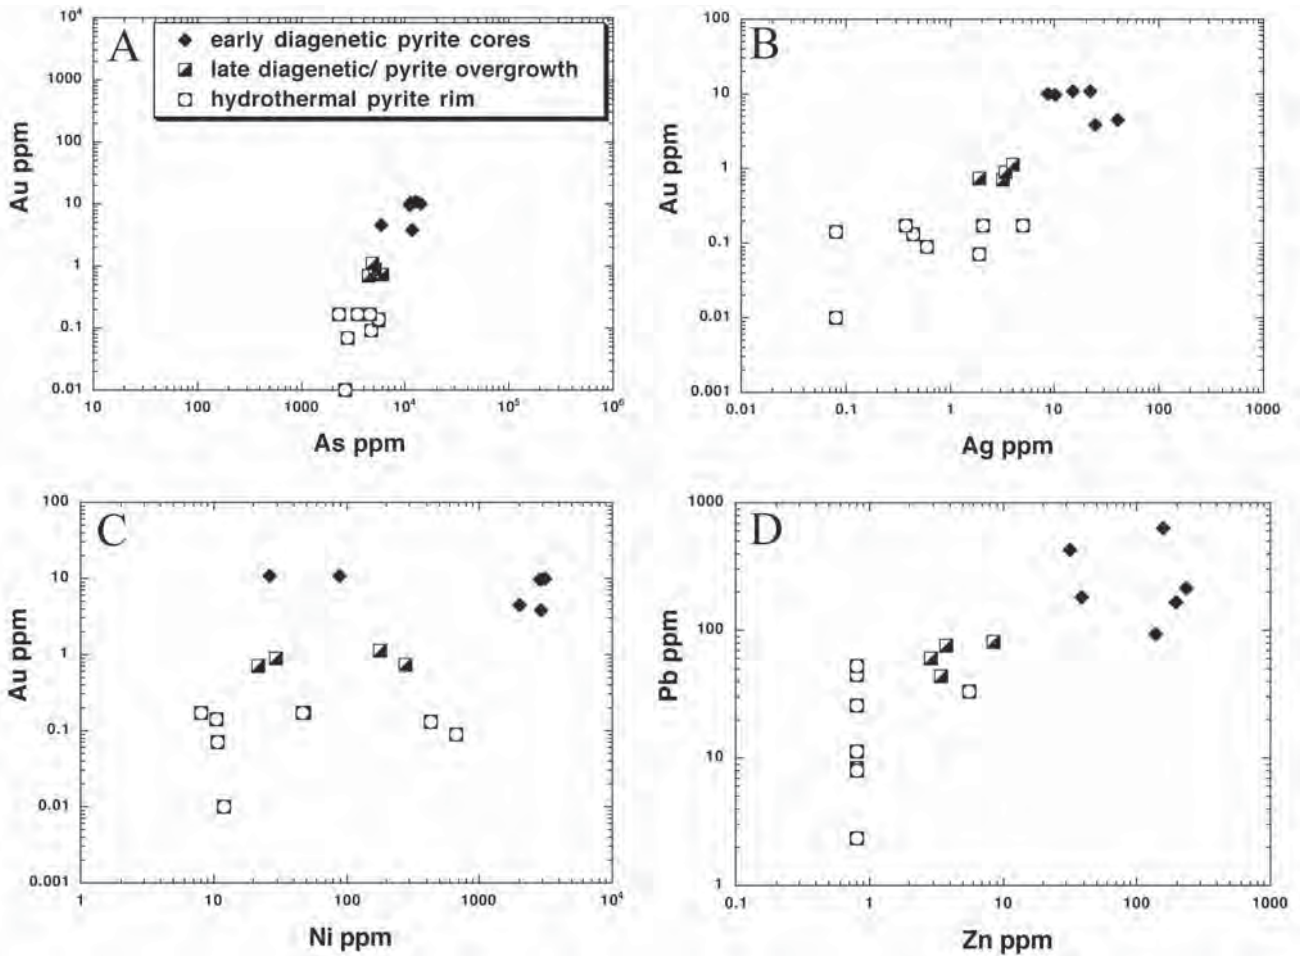 A
early diagenetic pyrite cores
late diagenetic/ pyrite overgrowth
hydrothermal pyrite rim
10⁴
1000
100
10
1
0.1
0.01
Au ppm
10 100 1000 10⁴ 10⁵ 10⁶
As ppm
B
100
10
1
0.1
0.01
0.001
Au ppm
0.01 0.1 1 10 100 1000
Ag ppm
C
100
10
1
0.1
0.01
0.001
Au ppm
1 10 100 1000 10⁴
Ni ppm
D
1000
100
10
1
Pb ppm
0.1 1 10 100 1000
Zn ppm